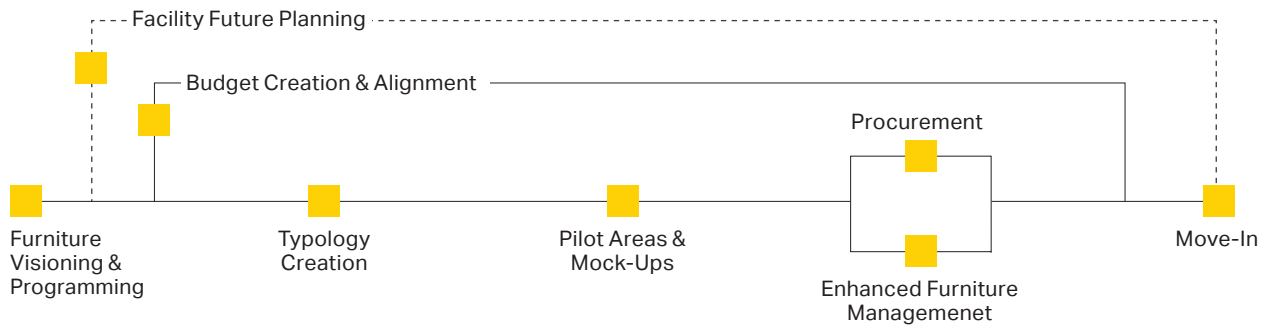 Facility Future Planning
Budget Creation & Alignment
Procurement
Furniture
Visioning &
Programming
Typology
Creation
Pilot Areas &
Mock-Ups
Enhanced Furniture
Managemenet
Move-In